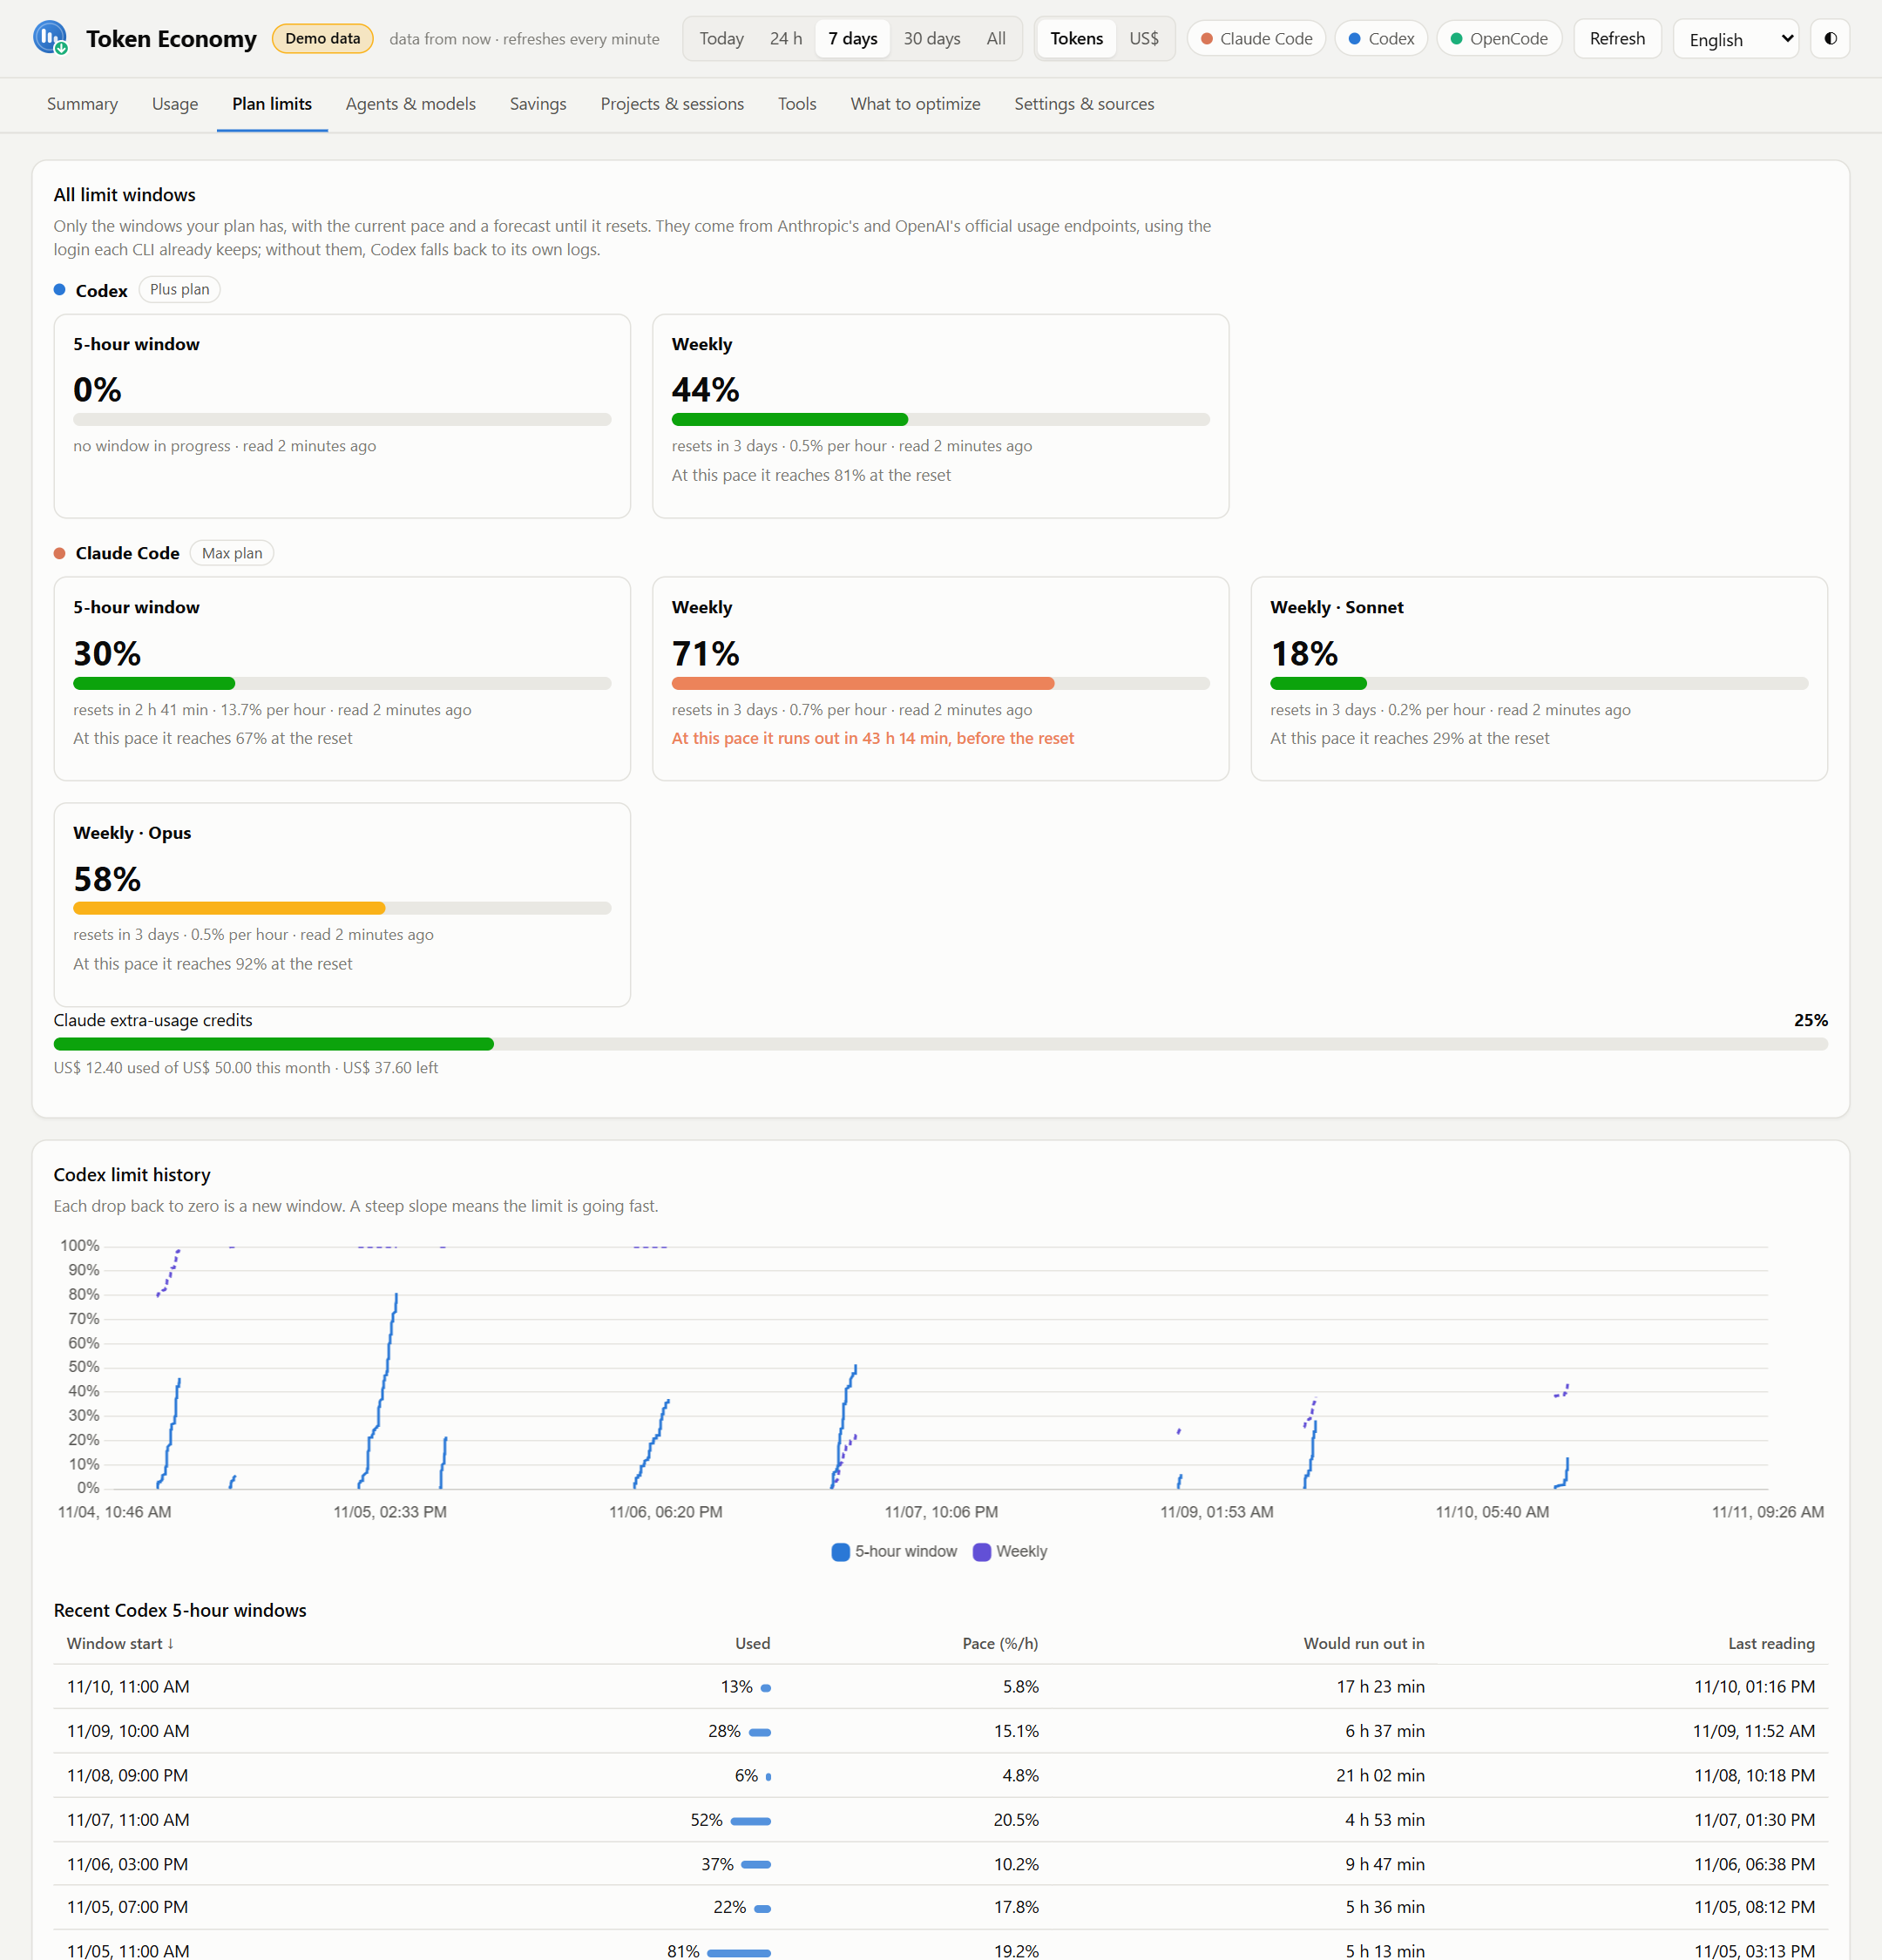 Token Economy
Demo data
data from now · refreshes every minute
Today 24 h 7 days 30 days All
Tokens US$
Claude Code Codex OpenCode
Refresh
English
Summary Usage Plan limits Agents & models Savings Projects & sessions Tools What to optimize Settings & sources
All limit windows
Only the windows your plan has, with the current pace and a forecast until it resets. They come from Anthropic's and OpenAI's official usage endpoints, using the
login each CLI already keeps; without them, Codex falls back to its own logs.
Codex Plus plan
5-hour window
0%
no window in progress · read 2 minutes ago
Weekly
44%
resets in 3 days · 0.5% per hour · read 2 minutes ago
At this pace it reaches 81% at the reset
Claude Code Max plan
5-hour window
30%
resets in 2 h 41 min · 13.7% per hour · read 2 minutes ago
At this pace it reaches 67% at the reset
Weekly
71%
resets in 3 days · 0.7% per hour · read 2 minutes ago
At this pace it runs out in 43 h 14 min, before the reset
Weekly · Sonnet
18%
resets in 3 days · 0.2% per hour · read 2 minutes ago
At this pace it reaches 29% at the reset
Weekly · Opus
58%
resets in 3 days · 0.5% per hour · read 2 minutes ago
At this pace it reaches 92% at the reset
Claude extra-usage credits 25%
US$ 12.40 used of US$ 50.00 this month · US$ 37.60 left
Codex limit history
Each drop back to zero is a new window. A steep slope means the limit is going fast.
100%
90%
80%
70%
60%
50%
40%
30%
20%
10%
0%
11/04, 10:46 AM 11/05, 02:33 PM 11/06, 06:20 PM 11/07, 10:06 PM 11/09, 01:53 AM 11/10, 05:40 AM 11/11, 09:26 AM
5-hour window Weekly
Recent Codex 5-hour windows
Window start ↓ Used Pace (%/h) Would run out in Last reading
11/10, 11:00 AM 13% 5.8% 17 h 23 min 11/10, 01:16 PM
11/09, 10:00 AM 28% 15.1% 6 h 37 min 11/09, 11:52 AM
11/08, 09:00 PM 6% 4.8% 21 h 02 min 11/08, 10:18 PM
11/07, 11:00 AM 52% 20.5% 4 h 53 min 11/07, 01:30 PM
11/06, 03:00 PM 37% 10.2% 9 h 47 min 11/06, 06:38 PM
11/05, 07:00 PM 22% 17.8% 5 h 36 min 11/05, 08:12 PM
11/05, 11:00 AM 81% 19.2% 5 h 13 min 11/05, 03:13 PM